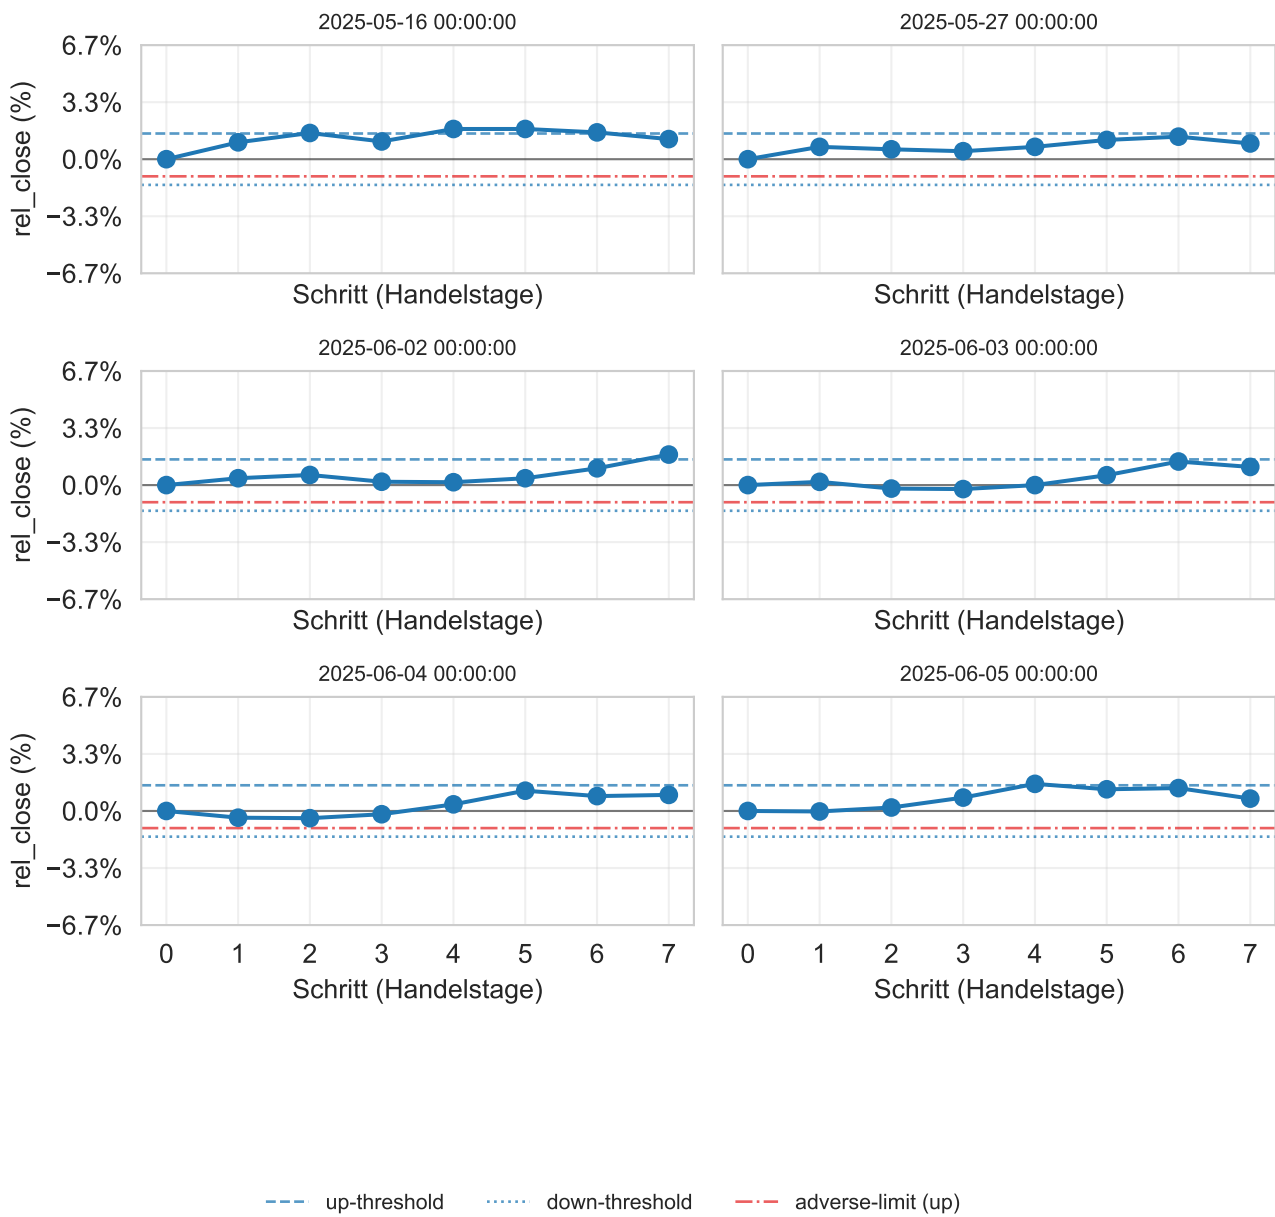 2025-05-16 00:00:00
2025-05-27 00:00:00
6.7%
3.3%
0.0%
−3.3%
−6.7%
rel_close (%)
Schritt (Handelstage)
Schritt (Handelstage)
2025-06-02 00:00:00
2025-06-03 00:00:00
6.7%
3.3%
0.0%
−3.3%
−6.7%
rel_close (%)
Schritt (Handelstage)
Schritt (Handelstage)
2025-06-04 00:00:00
2025-06-05 00:00:00
6.7%
3.3%
0.0%
−3.3%
−6.7%
rel_close (%)
0 1 2 3 4 5 6 7
0 1 2 3 4 5 6 7
Schritt (Handelstage)
Schritt (Handelstage)
up-threshold
down-threshold
adverse-limit (up)